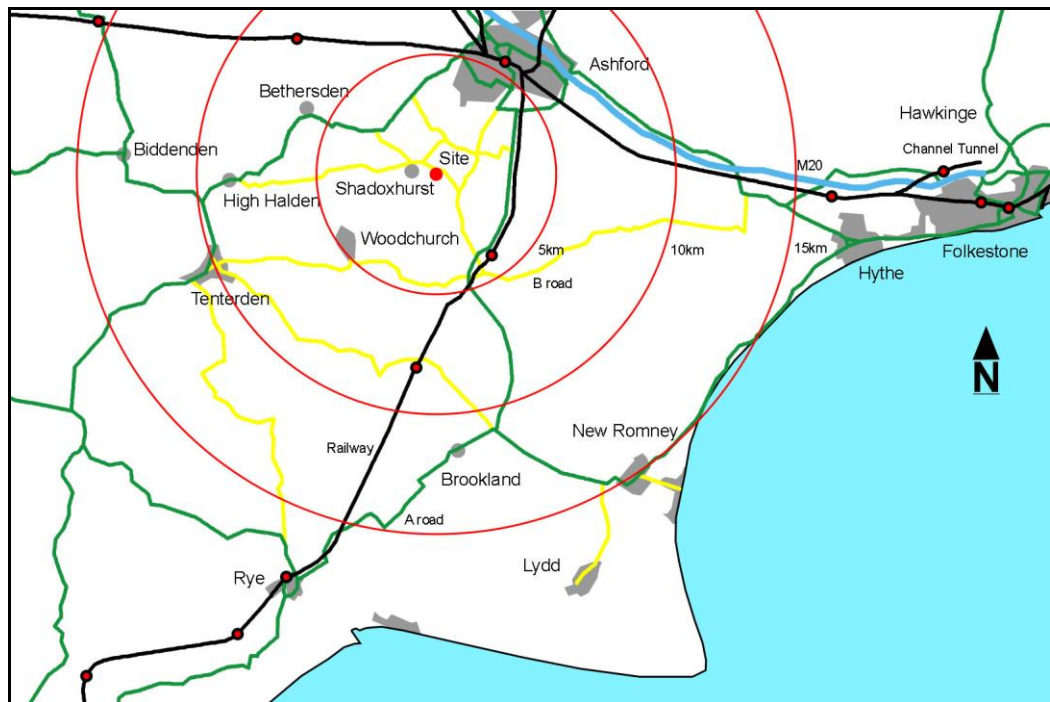 Ashford
Bethersden
Hawkinge
Channel Tunnel
Biddenden
Site
M20
Shadoxhurst
High Halden
Woodchurch
5km
10km
15km
Folkestone
Hythe
B road
Tenterden
N
New Romney
Railway
Brookland
A road
Lydd
Rye